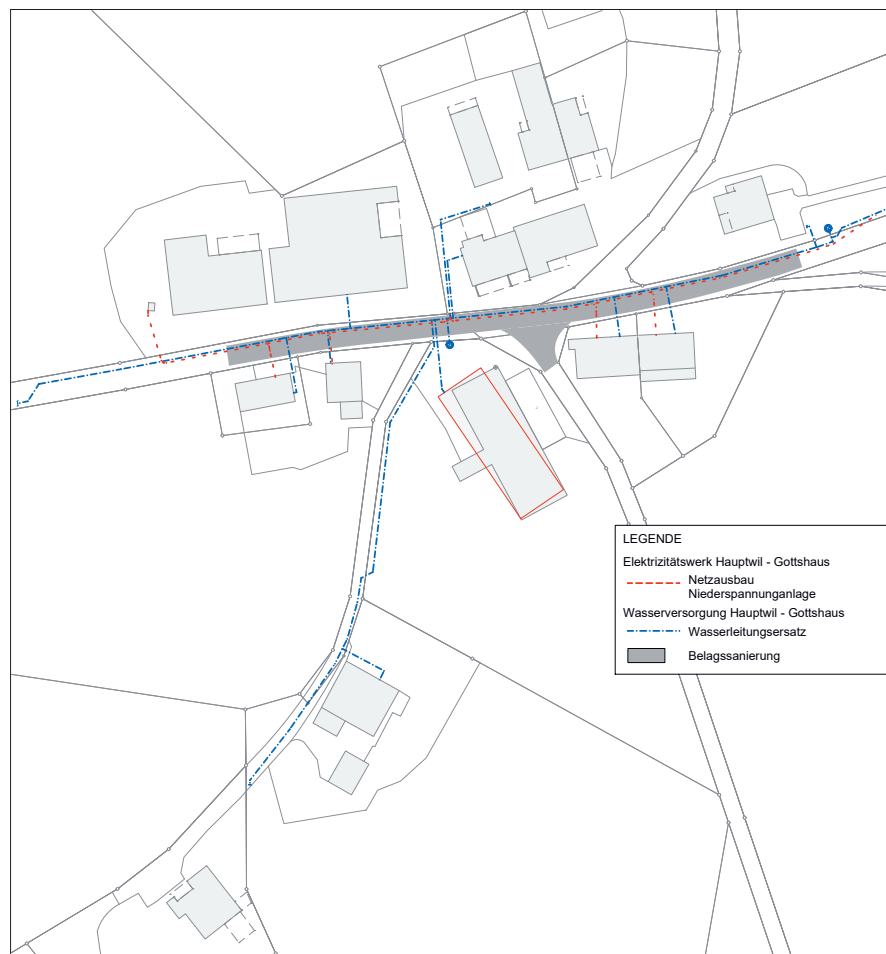 LEGENDE
Elektrizitätswerk Hauptwil - Gottshaus
Netzausbau
Niederspannunganlage
Wasserversorgung Hauptwil - Gottshaus
Wasserleitungsersatz
Belagssanierung